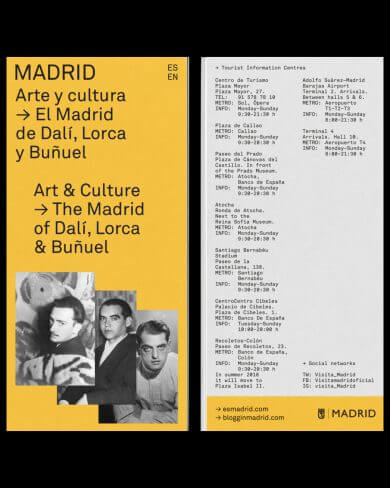 MADRID
ES
EN
Arte y cultura
→ El Madrid
de Dalí, Lorca
y Buñuel
Art & Culture
→ The Madrid
of Dalí, Lorca
& Buñuel
→ Tourist Information Centres
Centro de Turismo
Plaza Mayor
Plaza Mayor, 27.
TEL: 91 578 78 10
METRO: Sol, Ópera
INFO: Monday-Sunday
9:30-21:30 h
Plaza de Callao
METRO: Callao
INFO: Monday-Sunday
9:30-20:30 h
Paseo del Prado
Plaza de Cánovas del
Castillo. In front
of the Prado Museum.
METRO: Atocha,
Banco de España
INFO: Monday-Sunday
9:30-20:30 h
Atocha
Ronda de Atocha.
Next to the
Reina Sofía Museum.
METRO: Atocha
INFO: Monday-Sunday
9:30-20:30 h
Santiago Bernabéu
Stadium
Paseo de la
Castellana, 138.
METRO: Santiago
Bernabéu
INFO: Monday-Sunday
9:30-20:30 h
CentroCentro Cibeles
Palacio de Cibeles.
Plaza de Cibeles, 1.
METRO: Banco De España
INFO: Tuesday-Sunday
10:00-20:00 h
Recoletos-Colón
Paseo de Recoletos, 23.
METRO: Banco de España,
Colón
INFO: Monday-Sunday
9:30-20:30 h
In summer 2018
it will move to
Plaza Isabel II.
Adolfo Suárez-Madrid
Barajas Airport
Terminal 2. Arrivals.
Between halls 5 & 6.
METRO: Aeropuerto
T1-T2-T3
INFO: Monday-Sunday
8:00-21:30 h
Terminal 4
Arrivals. Hall 10.
METRO: Aeropuerto T4
INFO: Monday-Sunday
8:00-21:30 h
→ Social networks
TW: Visita_Madrid
FB: Visitamadridoficial
IG: visita_Madrid
→ esmadrid.com
→ blogginmadrid.com
MADRID